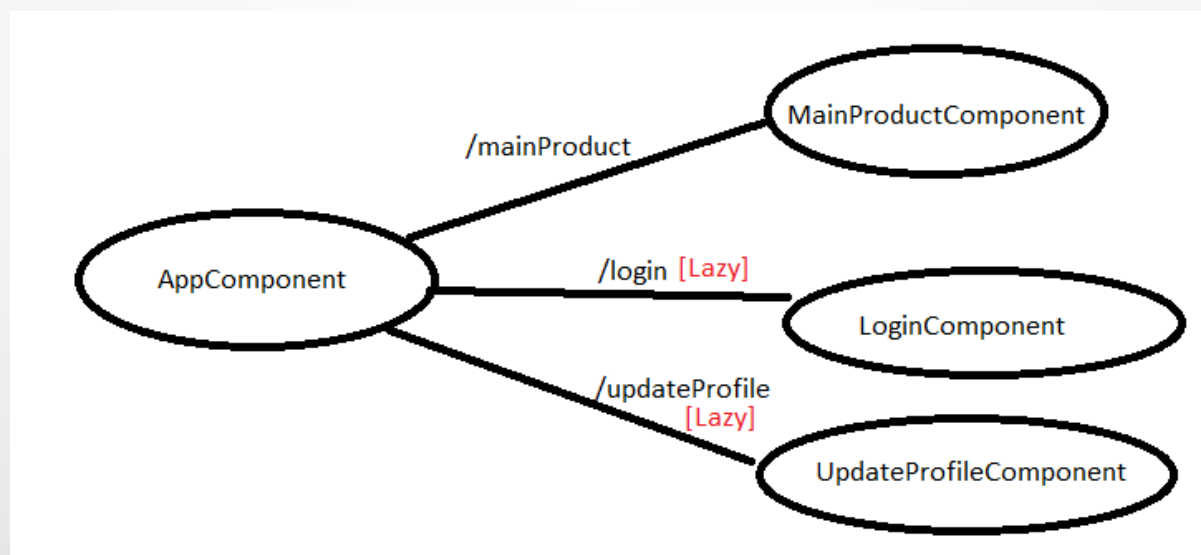 MainProductComponent
/mainProduct
AppComponent
/login [Lazy]
LoginComponent
/updateProfile
[Lazy]
UpdateProfileComponent